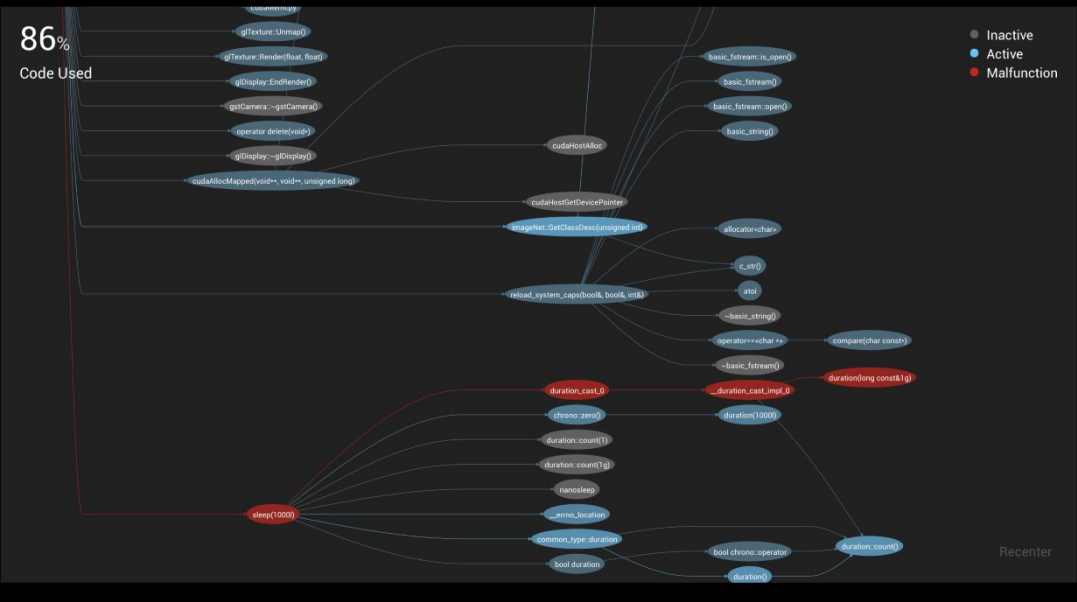 86%
Code Used
Inactive
Active
Malfunction
cudaMemcpy
glTexture::Unmap()
glTexture::Render(float, float)
glDisplay::EndRender()
gstCamera::~gstCamera()
operator delete(void*)
glDisplay::~glDisplay()
cudaAllocMapped(void**, void**, unsigned long)
cudaHostAlloc
cudaHostGetDevicePointer
imageNet::GetClassDesc(unsigned int)
reload_system_caps(bool&, bool&, int&)
basic_fstream::is_open()
basic_fstream()
basic_fstream::open()
basic_string()
allocator<char>
c_str()
atoi
~basic_string()
operator==<char *>
compare(char const*)
~basic_fstream()
duration(long const&1g)
duration_cast_0
__duration_cast_impl_0
chrono::zero()
duration(1000l)
duration::count(1)
duration::count(1g)
nanosleep
sleep(1000l)
__errno_location
common_type::duration
bool duration
bool chrono::operator
duration::count()
duration()
Recenter